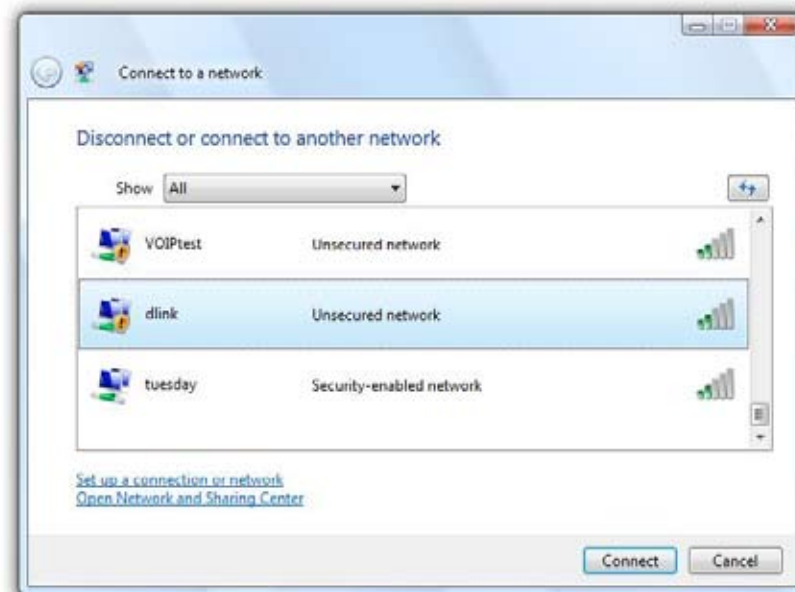 Connect to a network
Disconnect or connect to another network
Show All
VOIPtest Unsecured network
dlink Unsecured network
tuesday Security-enabled network
Set up a connection or network
Open Network and Sharing Center
Connect Cancel